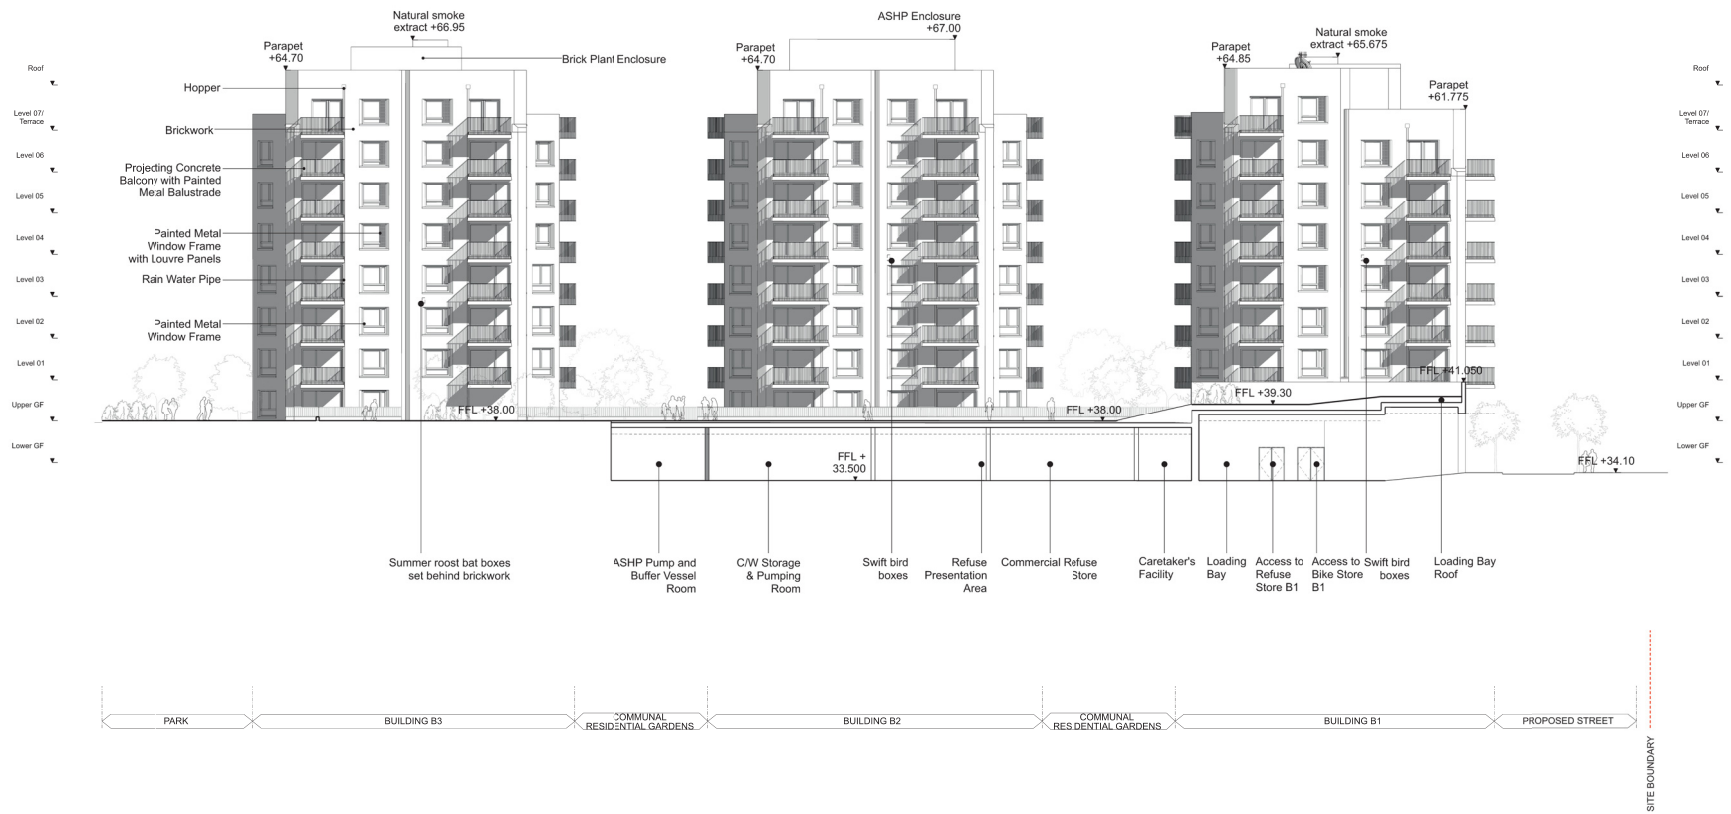 Natural smoke
extract +66.95
ASHP Enclosure
+67.00
Natural smoke
extract +65.675
Parapet
+64.70
Parapet
+64.70
Parapet
+64.85
Brick Plant Enclosure
Parapet
+61.775
Roof
Level 07/
Terrace
Level 06
Level 05
Level 04
Level 03
Level 02
Level 01
Upper GF
Lower GF
Hopper
Brickwork
Projecting Concrete
Balcony with Painted
Metal Balustrade
Painted Metal
Window Frame
with Louvre Panels
Rain Water Pipe
Painted Metal
Window Frame
Roof
Level 07/
Terrace
Level 06
Level 05
Level 04
Level 03
Level 02
Level 01
Upper GF
Lower GF
FFL +38.00
FFL +38.00
FFL +39.30
FFL +41.050
FFL +
33.500
FFL +34.10
Summer roost bat boxes
set behind brickwork
ASHP Pump and
Buffer Vessel
Room
C/W Storage
& Pumping
Room
Swift bird
boxes
Refuse
Presentation
Area
Commercial Refuse
Store
Caretaker's
Facility
Loading
Bay
Access to
Refuse
Store B1
Access to
Bike Store
B1
Swift bird
boxes
Loading Bay
Roof
PARK
BUILDING B3
COMMUNAL
RESIDENTIAL GARDENS
BUILDING B2
COMMUNAL
RESIDENTIAL GARDENS
BUILDING B1
PROPOSED STREET
SITE BOUNDARY